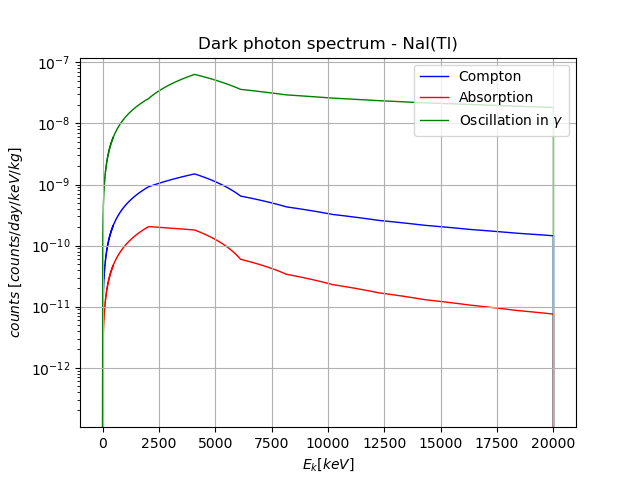 Dark photon spectrum - NaI(Tl)
Compton
Absorption
Oscillation in γ
10⁻⁷
10⁻⁸
10⁻⁹
10⁻¹⁰
10⁻¹¹
10⁻¹²
counts [counts/day/keV/kg]
0 2500 5000 7500 10000 12500 15000 17500 20000
Eₖ[keV]